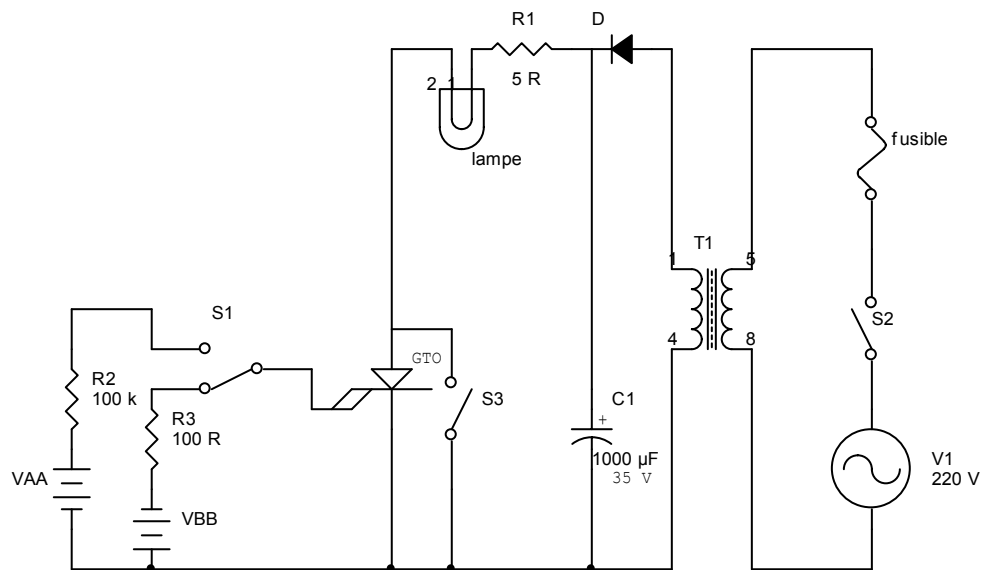 R1
D
5 R
2 1
lampe
fusible
T1
1
5
4
8
S2
S1
GTO
R2
100 k
R3
100 R
S3
C1
+
1000 µF
35 V
V1
220 V
VAA
VBB